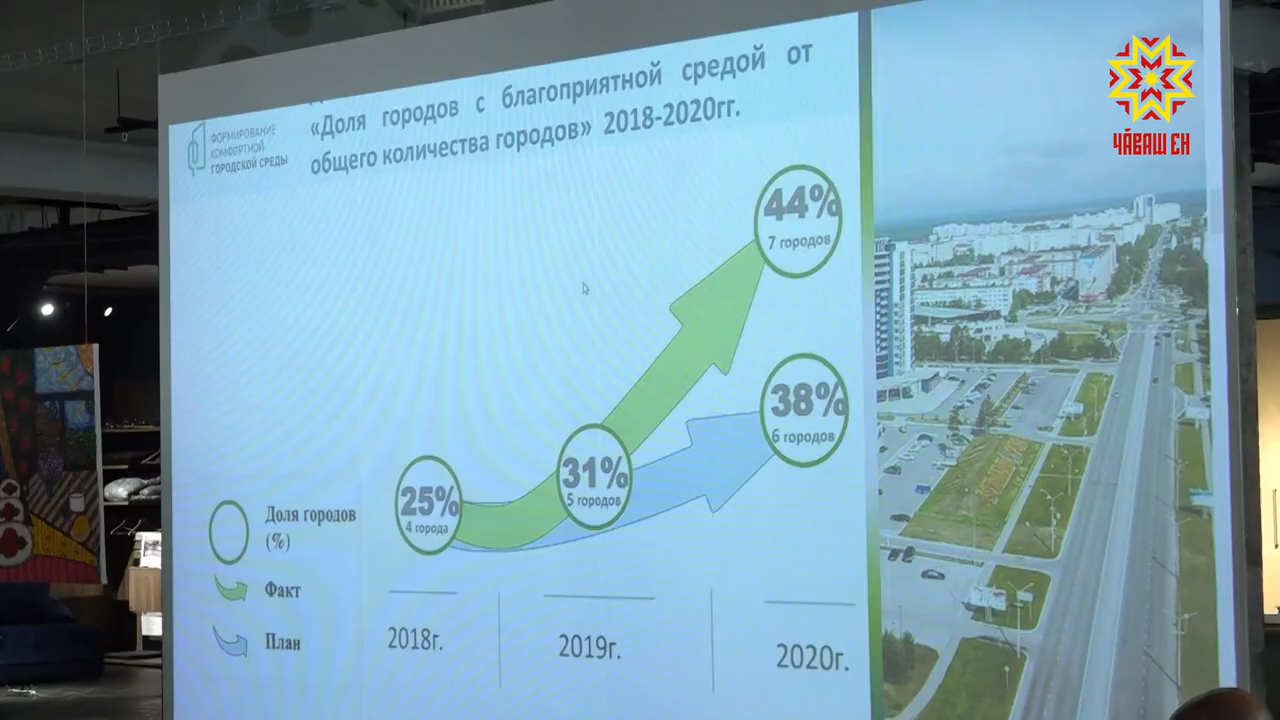 ЧӐВАШ ЕН
ФОРМИРОВАНИЕ
КОМФОРТНОЙ
ГОРОДСКОЙ СРЕДЫ
«Доля городов с благоприятной средой от
общего количества городов» 2018-2020гг.
44%
7 городов
38%
6 городов
31%
5 городов
25%
4 города
Доля городов
(%)
Факт
План
2018г.
2019г.
2020г.